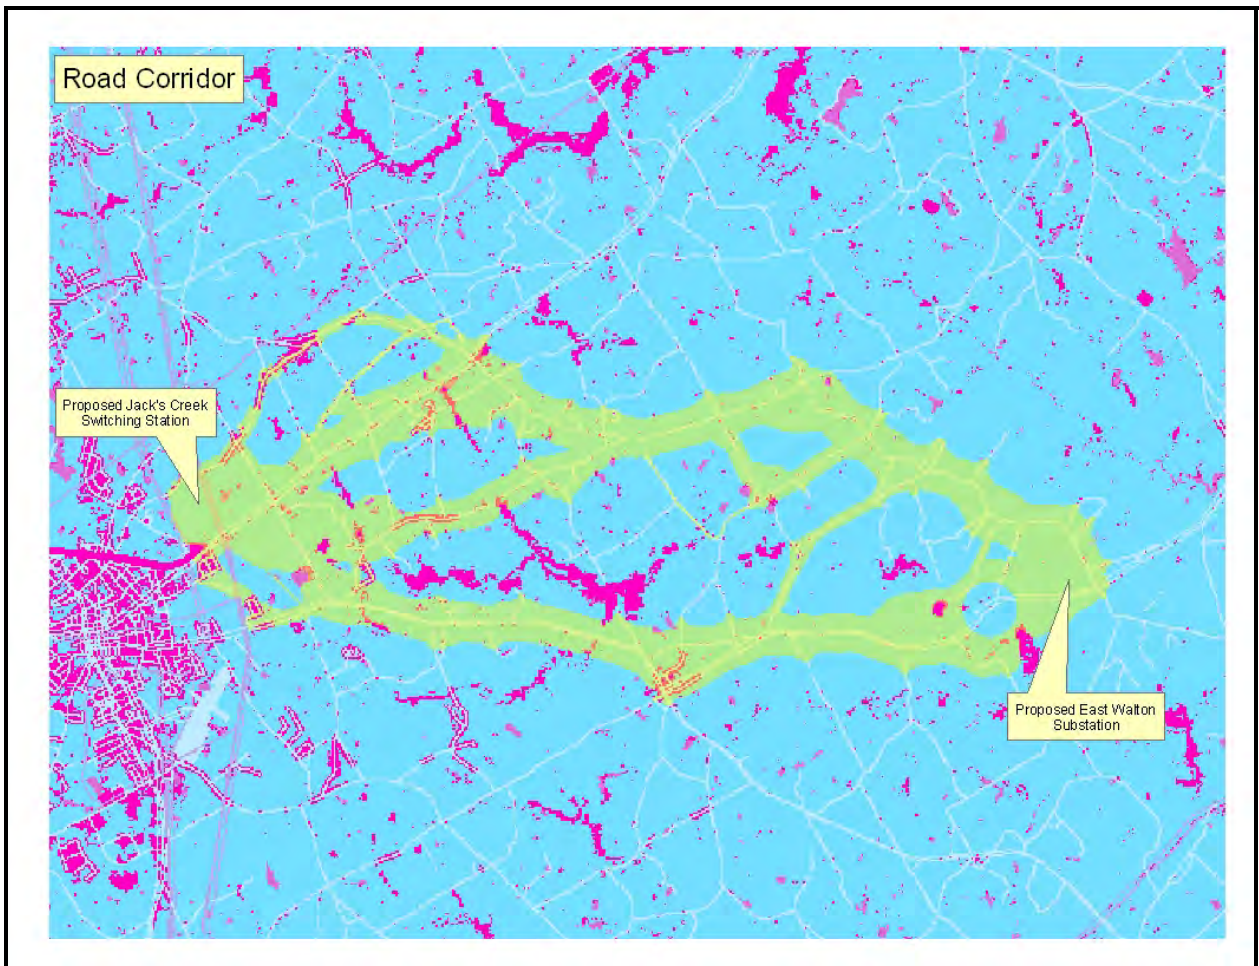 Road Corridor
Proposed Jack's Creek
Switching Station
Proposed East Walton
Substation